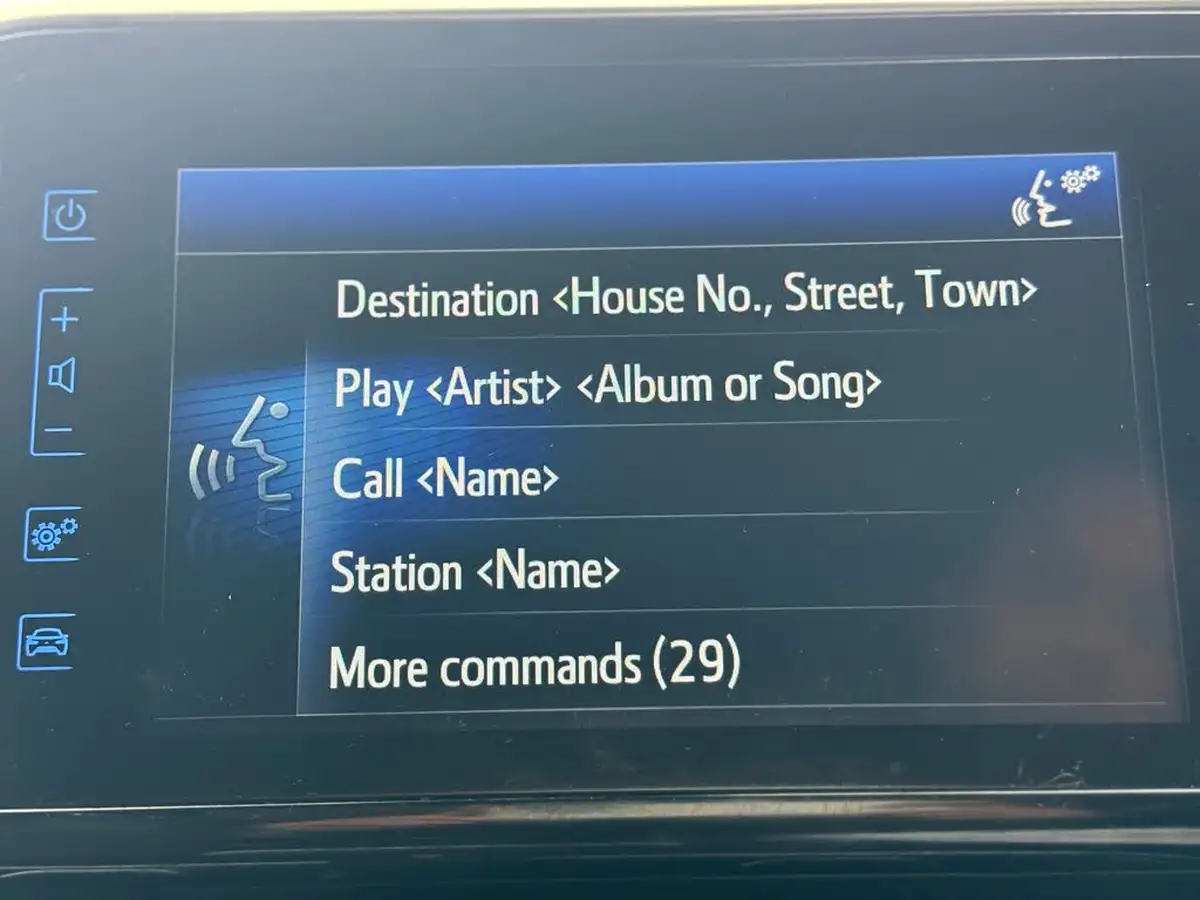 Destination <House No., Street, Town>
Play <Artist> <Album or Song>
Call <Name>
Station <Name>
More commands (29)